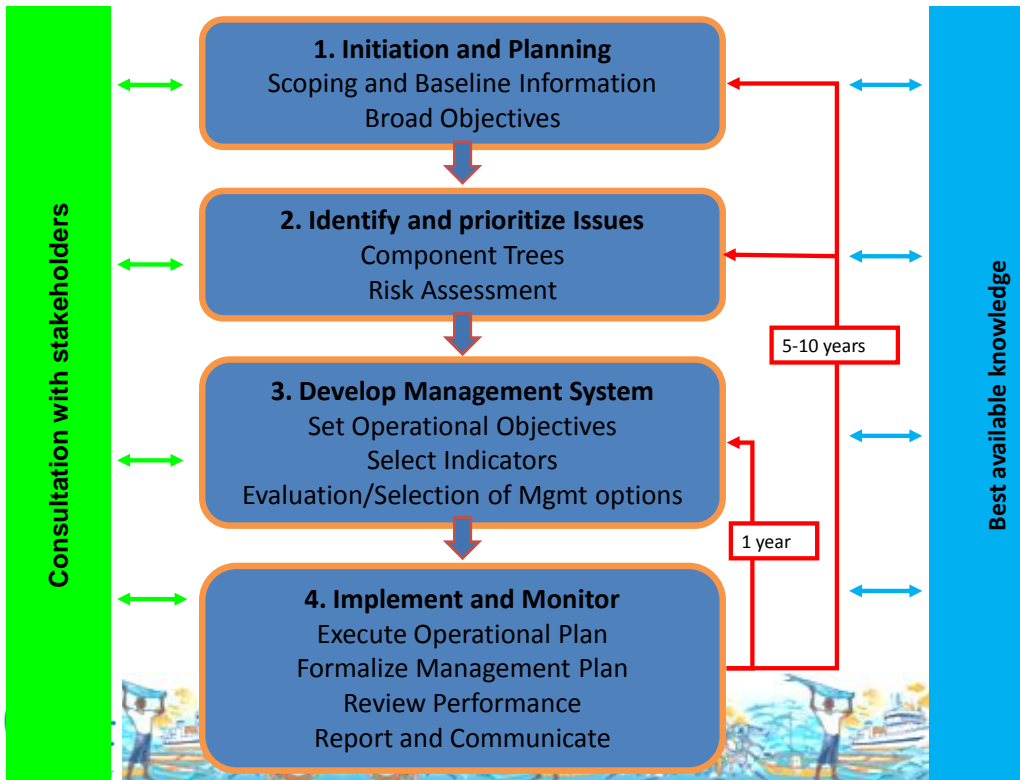 Consultation with stakeholders
1. Initiation and Planning
Scoping and Baseline Information
Broad Objectives
2. Identify and prioritize Issues
Component Trees
Risk Assessment
3. Develop Management System
Set Operational Objectives
Select Indicators
Evaluation/Selection of Mgmt options
4. Implement and Monitor
Execute Operational Plan
Formalize Management Plan
Review Performance
Report and Communicate
5-10 years
1 year
Best available knowledge